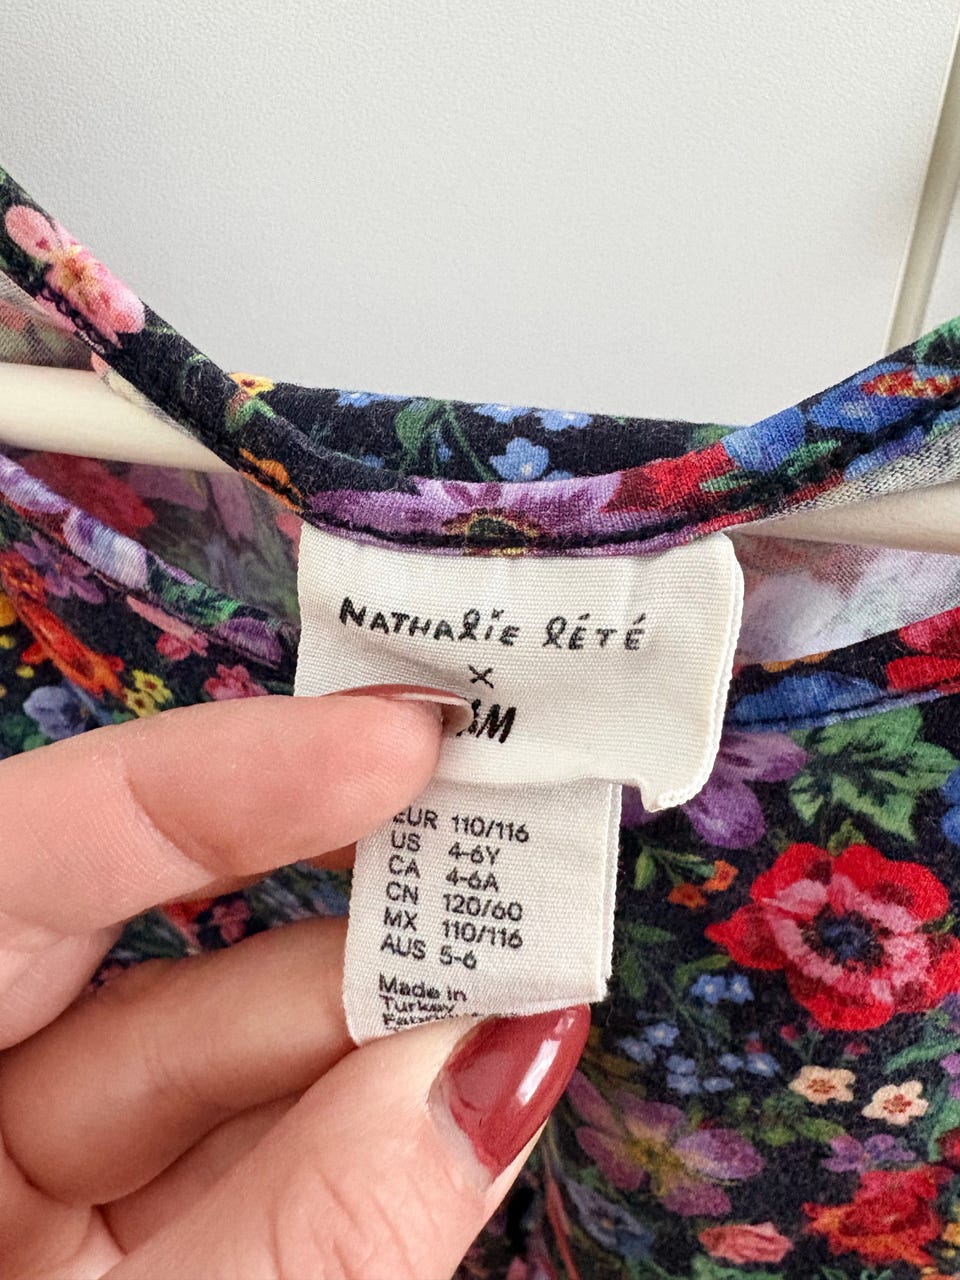 NATHALIE LÉTÉ
×
&M
EUR 110/116
US 4-6Y
CA 4-6A
CN 120/60
MX 110/116
AUS 5-6
Made in
Turkey